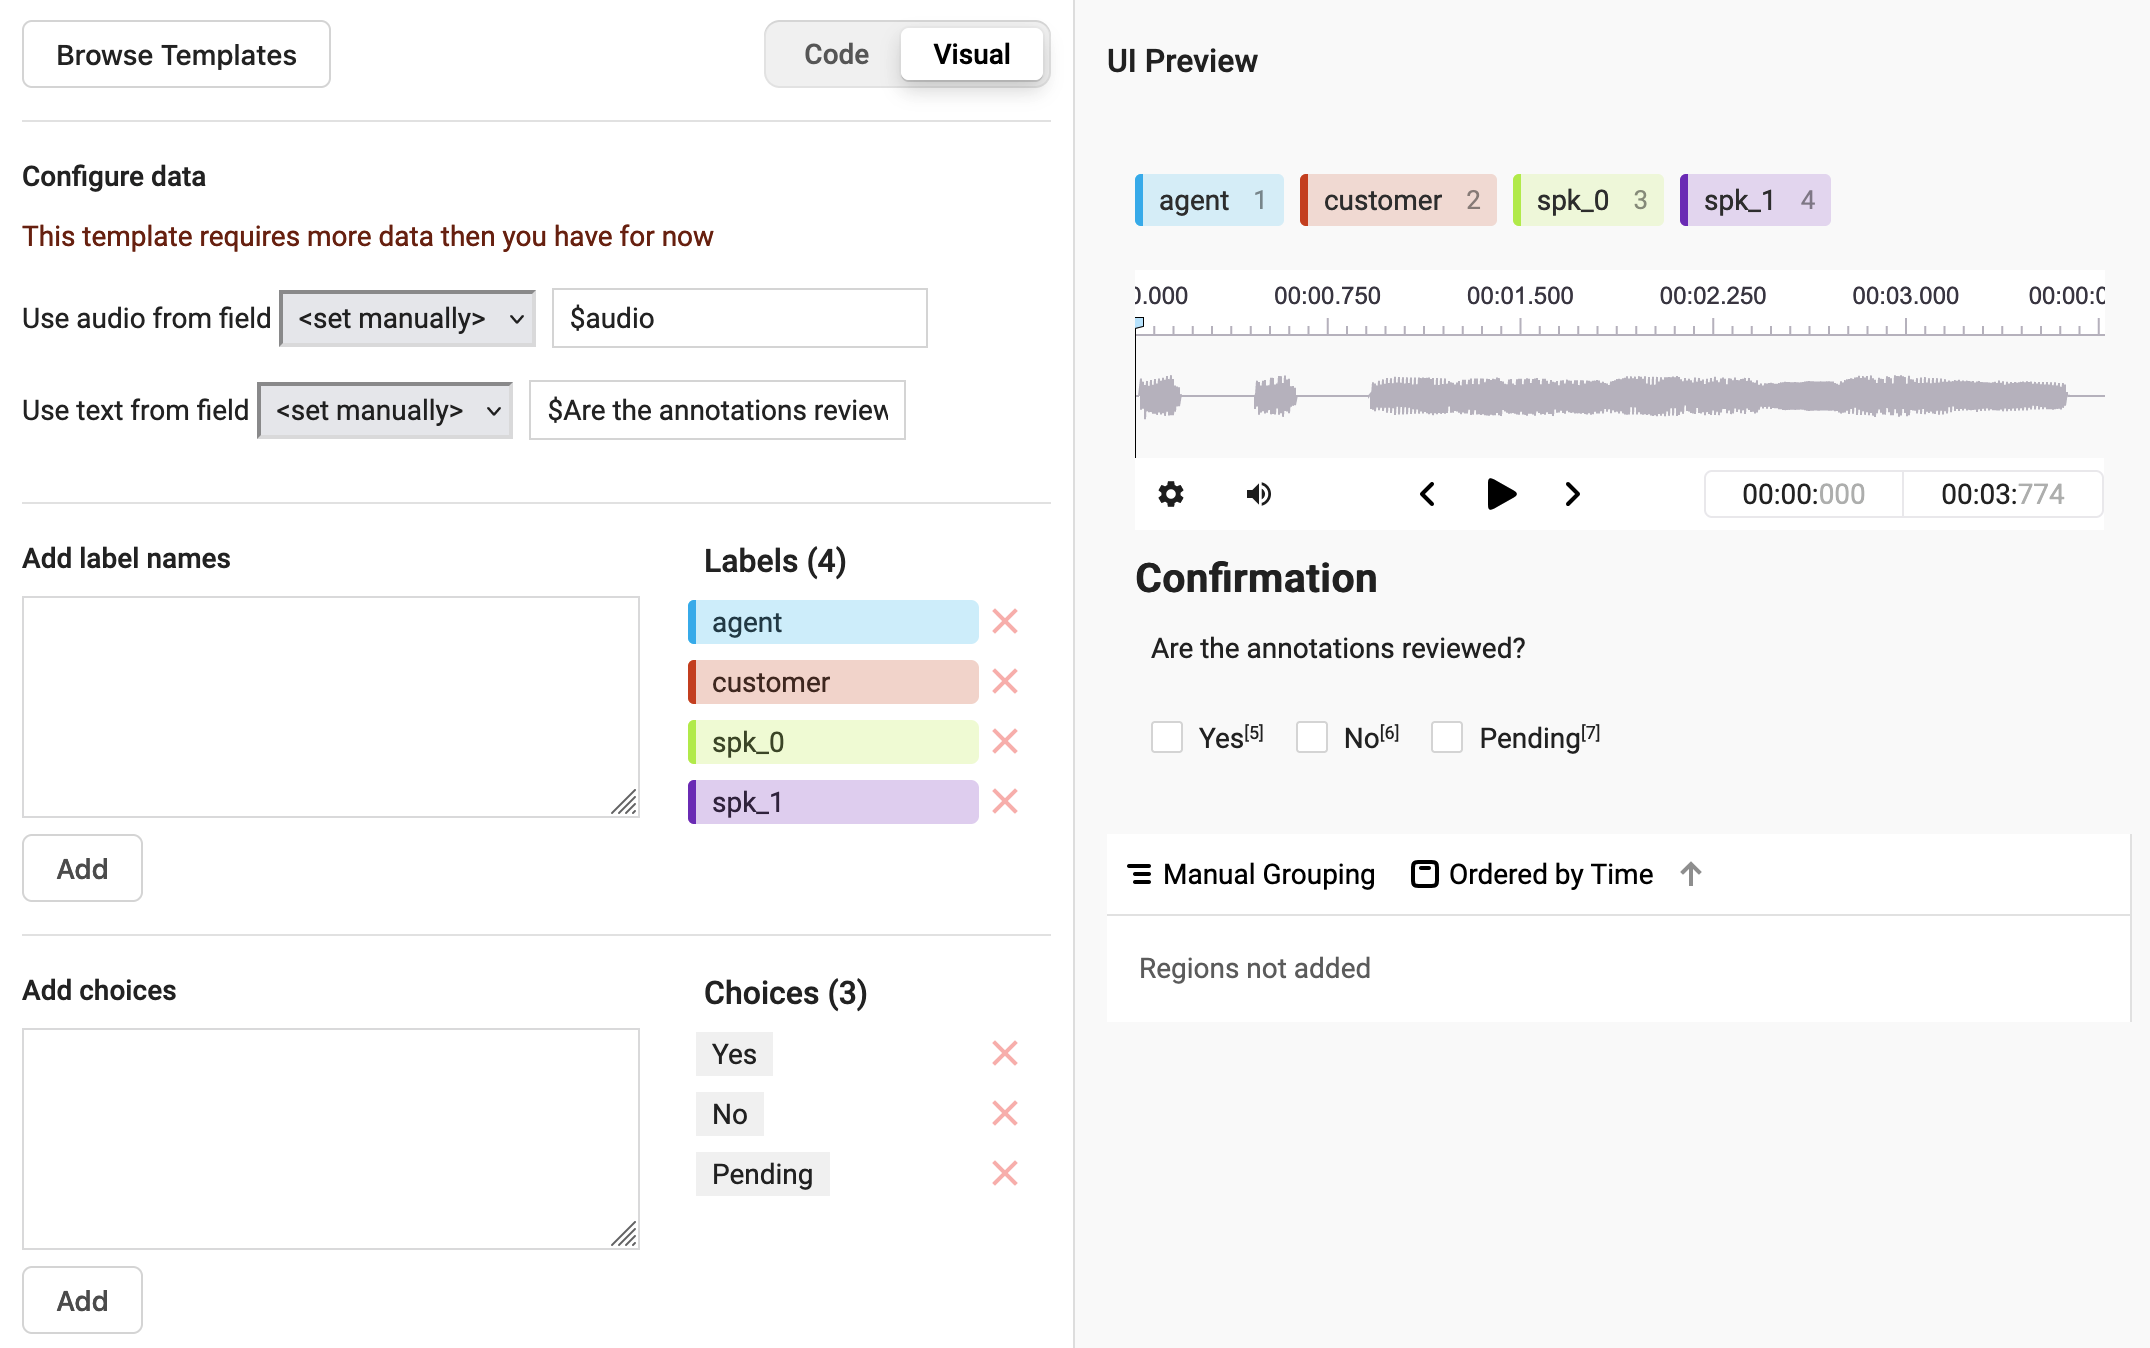 Browse Templates
Code Visual
Configure data
This template requires more data then you have for now
Use audio from field <set manually> $audio
Use text from field <set manually> $Are the annotations review
Add label names
Labels (4)
agent
customer
spk_0
spk_1
Add
Add choices
Choices (3)
Yes
No
Pending
Add
UI Preview
agent 1 customer 2 spk_0 3 spk_1 4
0.000 00:00.750 00:01.500 00:02.250 00:03.000 00:00:0
00:00:000 00:03:774
Confirmation
Are the annotations reviewed?
Yes[5] No[6] Pending[7]
Manual Grouping Ordered by Time
Regions not added